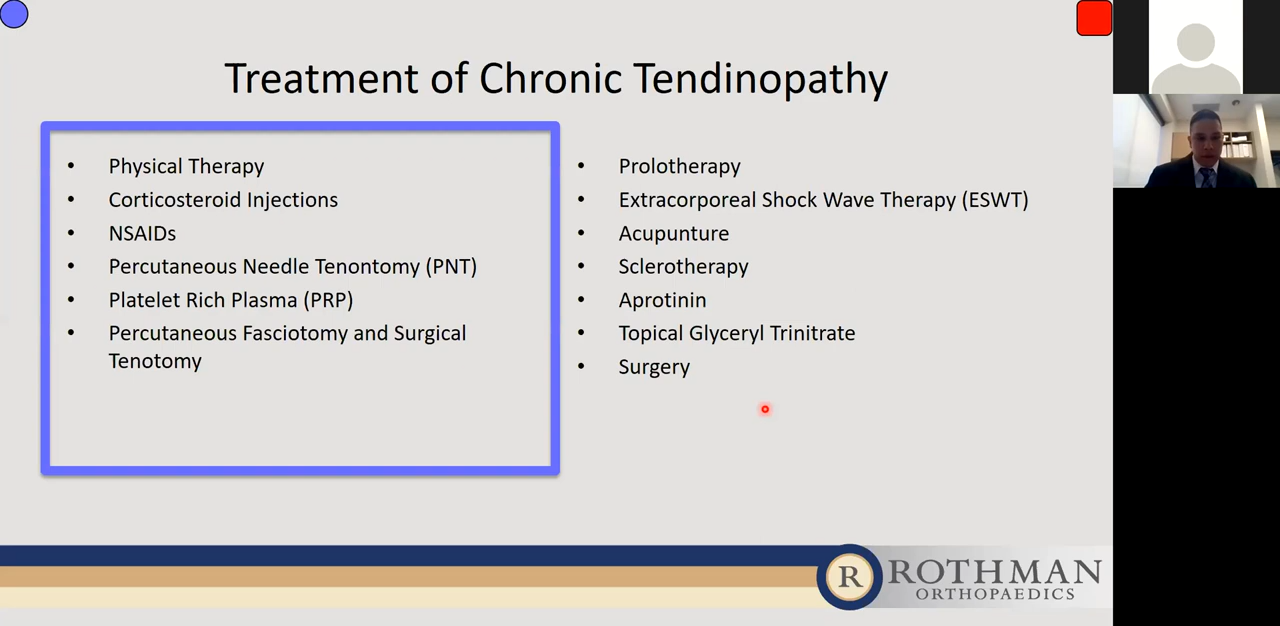 Treatment of Chronic Tendinopathy
Physical Therapy
Corticosteroid Injections
NSAIDs
Percutaneous Needle Tenontomy (PNT)
Platelet Rich Plasma (PRP)
Percutaneous Fasciotomy and Surgical
Tenotomy
Prolotherapy
Extracorporeal Shock Wave Therapy (ESWT)
Acupunture
Sclerotherapy
Aprotinin
Topical Glyceryl Trinitrate
Surgery
R ROTHMAN
ORTHOPAEDICS